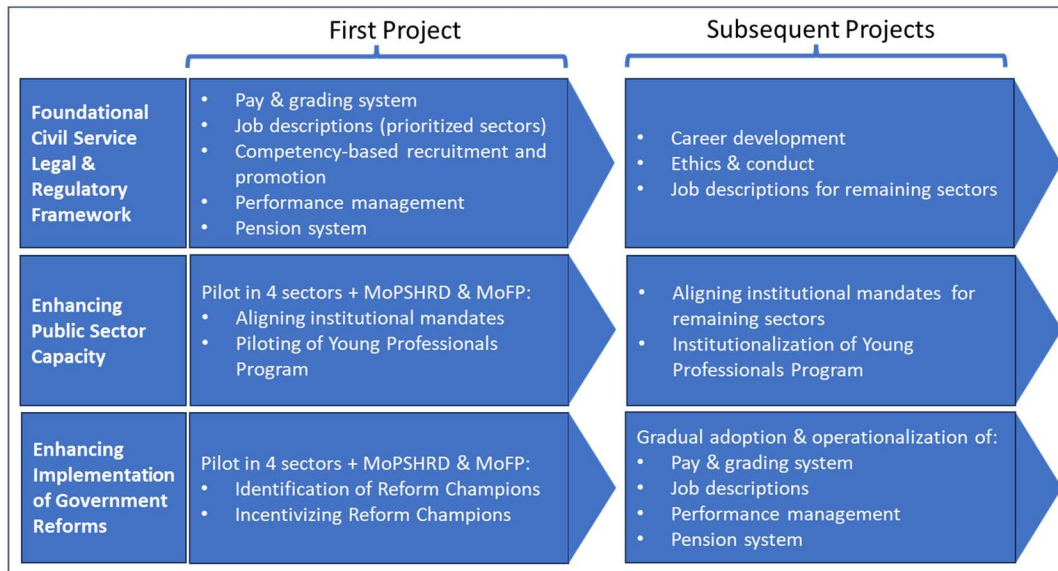 First Project
Subsequent Projects
Foundational
Civil Service
Legal &
Regulatory
Framework
• Pay & grading system
• Job descriptions (prioritized sectors)
• Competency-based recruitment and
promotion
• Performance management
• Pension system
• Career development
• Ethics & conduct
• Job descriptions for remaining sectors
Enhancing
Public Sector
Capacity
Pilot in 4 sectors + MoPSHRD & MoFP:
• Aligning institutional mandates
• Piloting of Young Professionals
Program
• Aligning institutional mandates for
remaining sectors
• Institutionalization of Young
Professionals Program
Enhancing
Implementation
of Government
Reforms
Pilot in 4 sectors + MoPSHRD & MoFP:
• Identification of Reform Champions
• Incentivizing Reform Champions
Gradual adoption & operationalization of:
• Pay & grading system
• Job descriptions
• Performance management
• Pension system